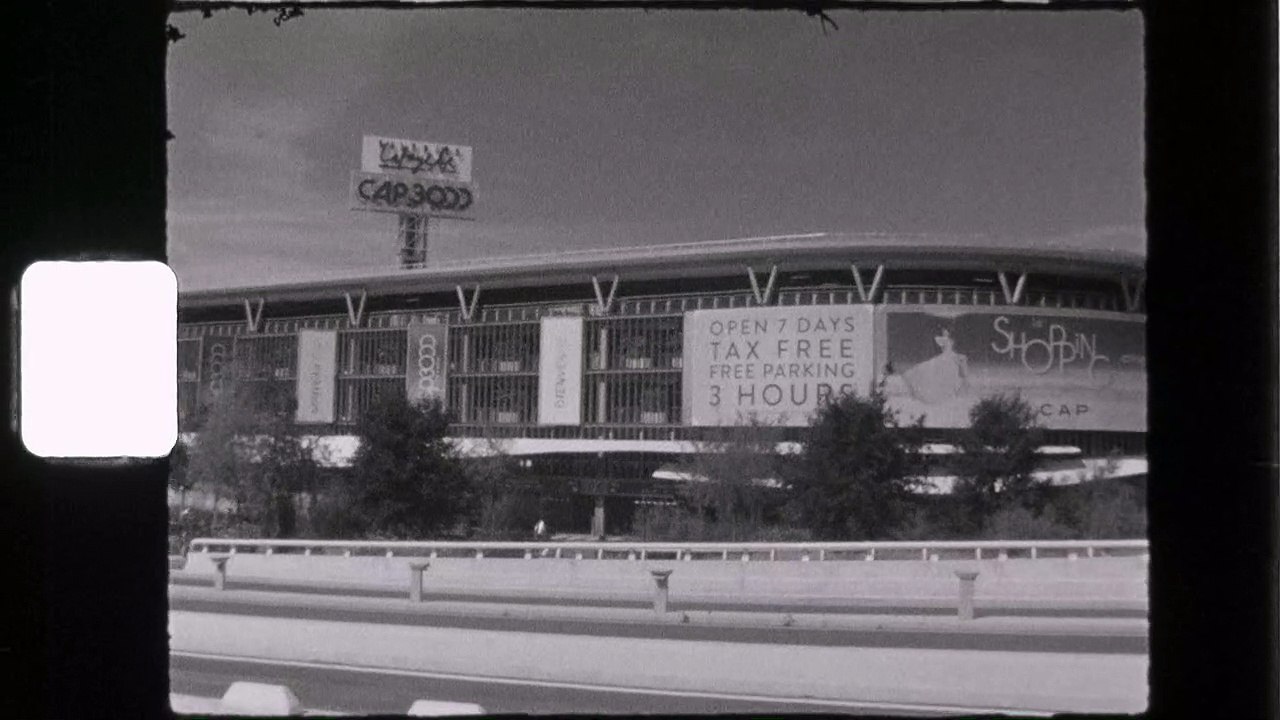 CAP3000
OPEN 7 DAYS
TAX FREE
FREE PARKING
3 HOURS
SHOPPING
CAP